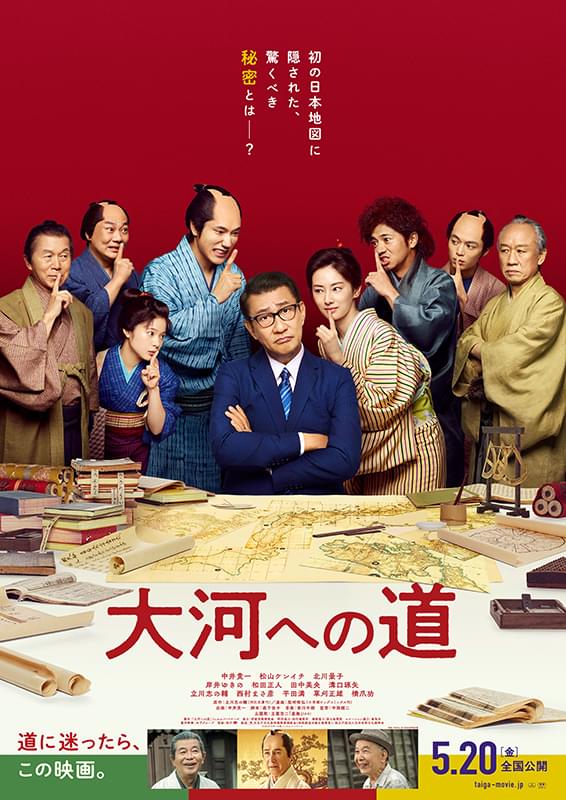 初の日本地図に
隠された、
驚くべき
秘密とは──?
大河への道
中井貴一 松山ケンイチ 北川景子
岸井ゆきの 和田正人 田中美央 溝口琢矢
立川志の輔 西村まさ彦 平田満 草刈正雄 橋爪功
道に迷ったら、
この映画。
5.20[金]
全国公開
taiga-movie.jp